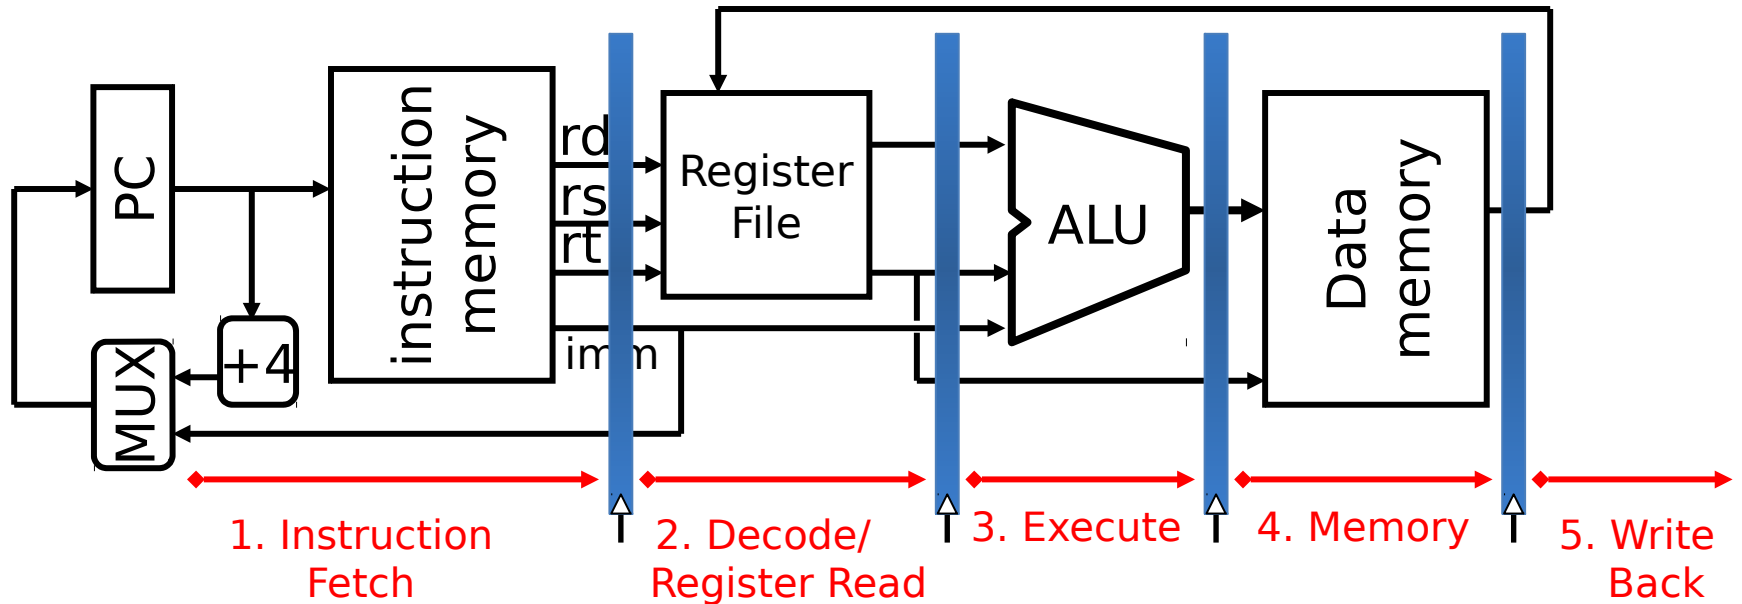 PC
+4
MUX
instruction
memory
rd
rs
rt
imm
Register
File
ALU
Data
memory
1. Instruction
Fetch
2. Decode/
Register Read
3. Execute
4. Memory
5. Write
Back